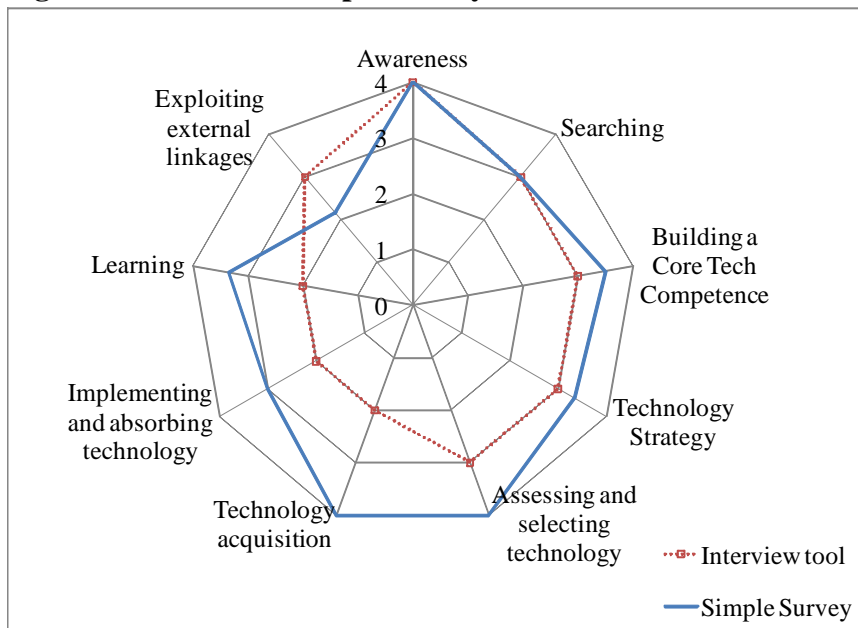 Awareness
Exploiting
external
linkages
Searching
4
3
2
1
0
Learning
Building a
Core Tech
Competence
Implementing
and absorbing
technology
Technology
Strategy
Technology
acquisition
Assessing and
selecting
technology
Interview tool
Simple Survey